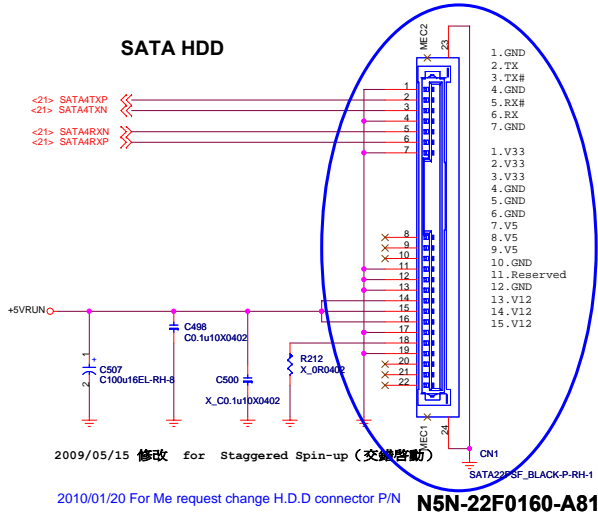 SATA HDD
MEC2
23
<21> SATA4TXP
<21> SATA4TXN
<21> SATA4RXN
<21> SATA4RXP
1
2
3
4
5
6
7
8
9
10
11
12
13
14
15
16
17
18
19
20
21
22
1.GND
2.TX
3.TX#
4.GND
5.RX#
6.RX
7.GND
1.V33
2.V33
3.V33
4.GND
5.GND
6.GND
7.V5
8.V5
9.V5
10.GND
11.Reserved
12.GND
13.V12
14.V12
15.V12
+5VRUN
1
+
2
C507
C100u16EL-RH-8
C498
C0.1u10X0402
C500
X_C0.1u10X0402
R212
X_0R0402
MEC1
24
CN1
SATA22PSF_BLACK-P-RH-1
2009/05/15 修改 for Staggered Spin-up(交錯啓動)
2010/01/20 For Me request change H.D.D connector P/N
N5N-22F0160-A81